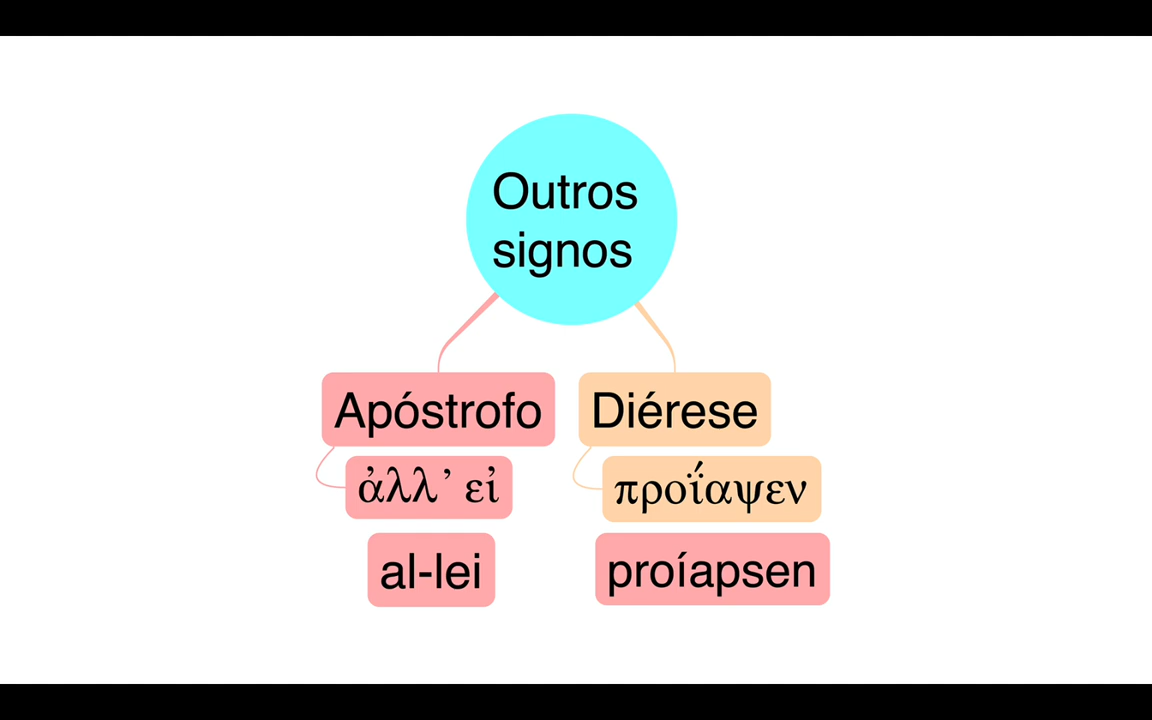 Outros
signos
Apóstrofo
Diérese
ἀλλ’ εἰ
προΐαψεν
al-lei
proíapsen